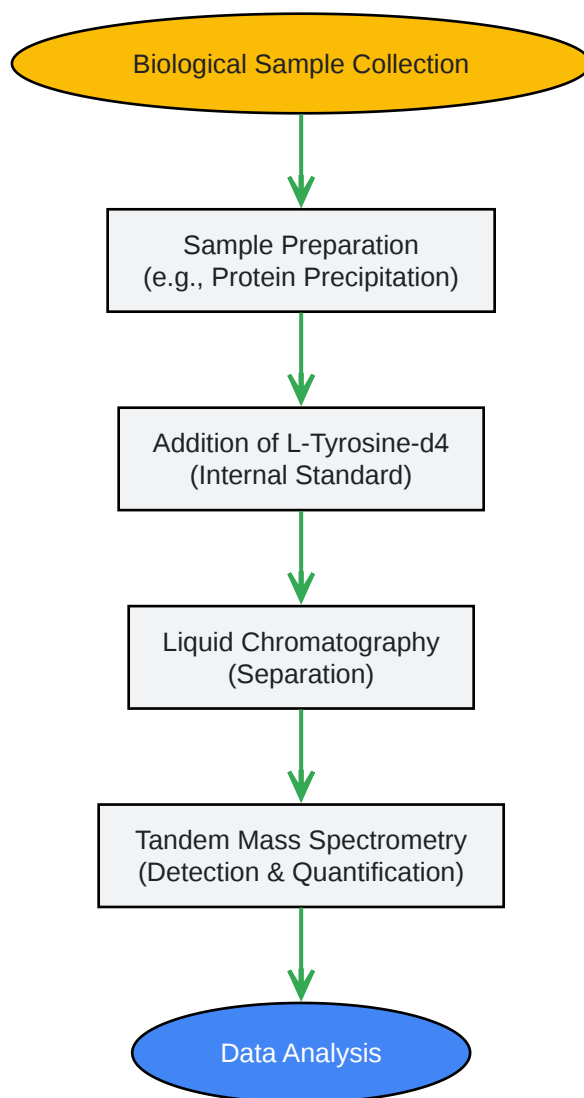 Biological Sample Collection
Sample Preparation
(e.g., Protein Precipitation)
Addition of L-Tyrosine-d4
(Internal Standard)
Liquid Chromatography
(Separation)
Tandem Mass Spectrometry
(Detection & Quantification)
Data Analysis